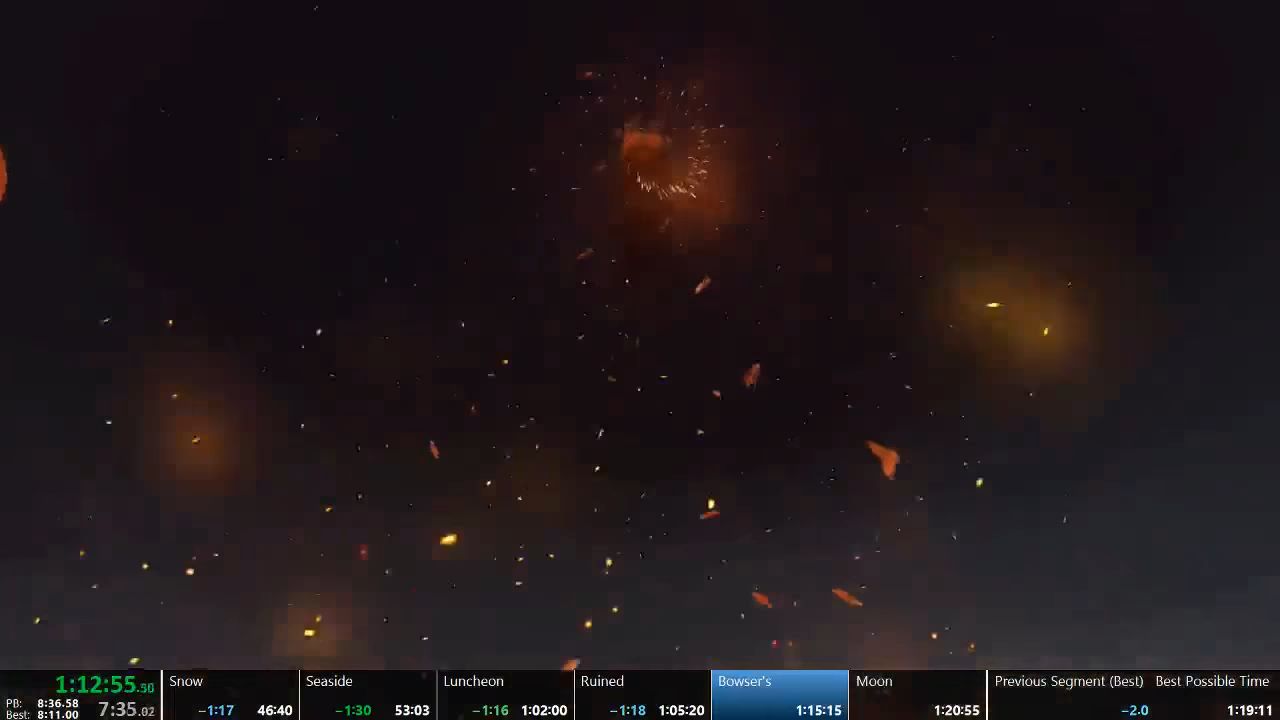 1:12:55.56
PB: 8:36.58
Best: 8:11.00
7:35.02
Snow
−1:17 46:40
Seaside
−1:30 53:03
Luncheon
−1:16 1:02:00
Ruined
−1:18 1:05:20
Bowser's
1:15:15
Moon
1:20:55
Previous Segment (Best)
−2.0
Best Possible Time
1:19:11